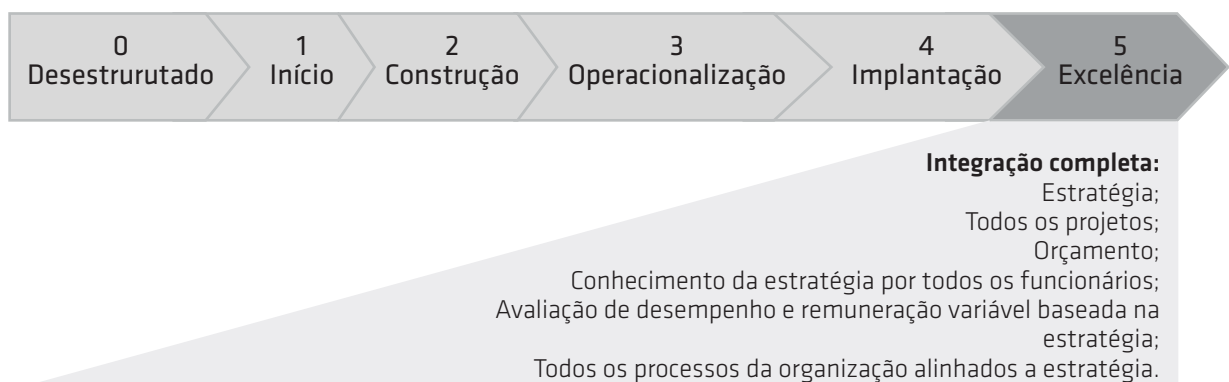 0
Desestrurutado
1
Início
2
Construção
3
Operacionalização
4
Implantação
5
Excelência
Integração completa:
Estratégia;
Todos os projetos;
Orçamento;
Conhecimento da estratégia por todos os funcionários;
Avaliação de desempenho e remuneração variável baseada na
estratégia;
Todos os processos da organização alinhados a estratégia.